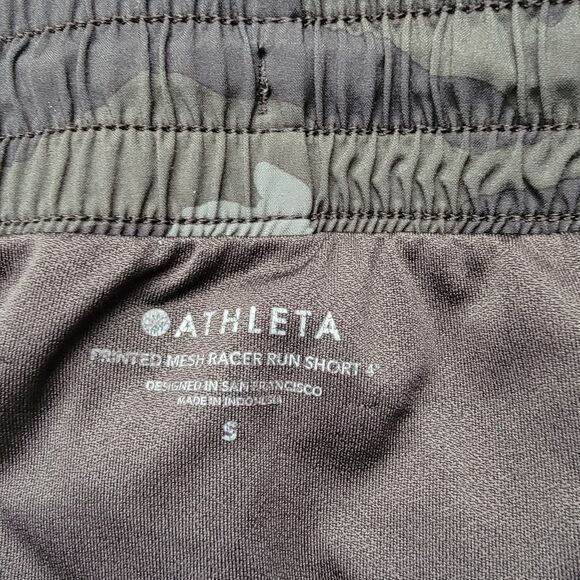 ATHLETA
PRINTED MESH RACER RUN SHORT 4"
DESIGNED IN SAN FRANCISCO
MADE IN INDONESIA
S